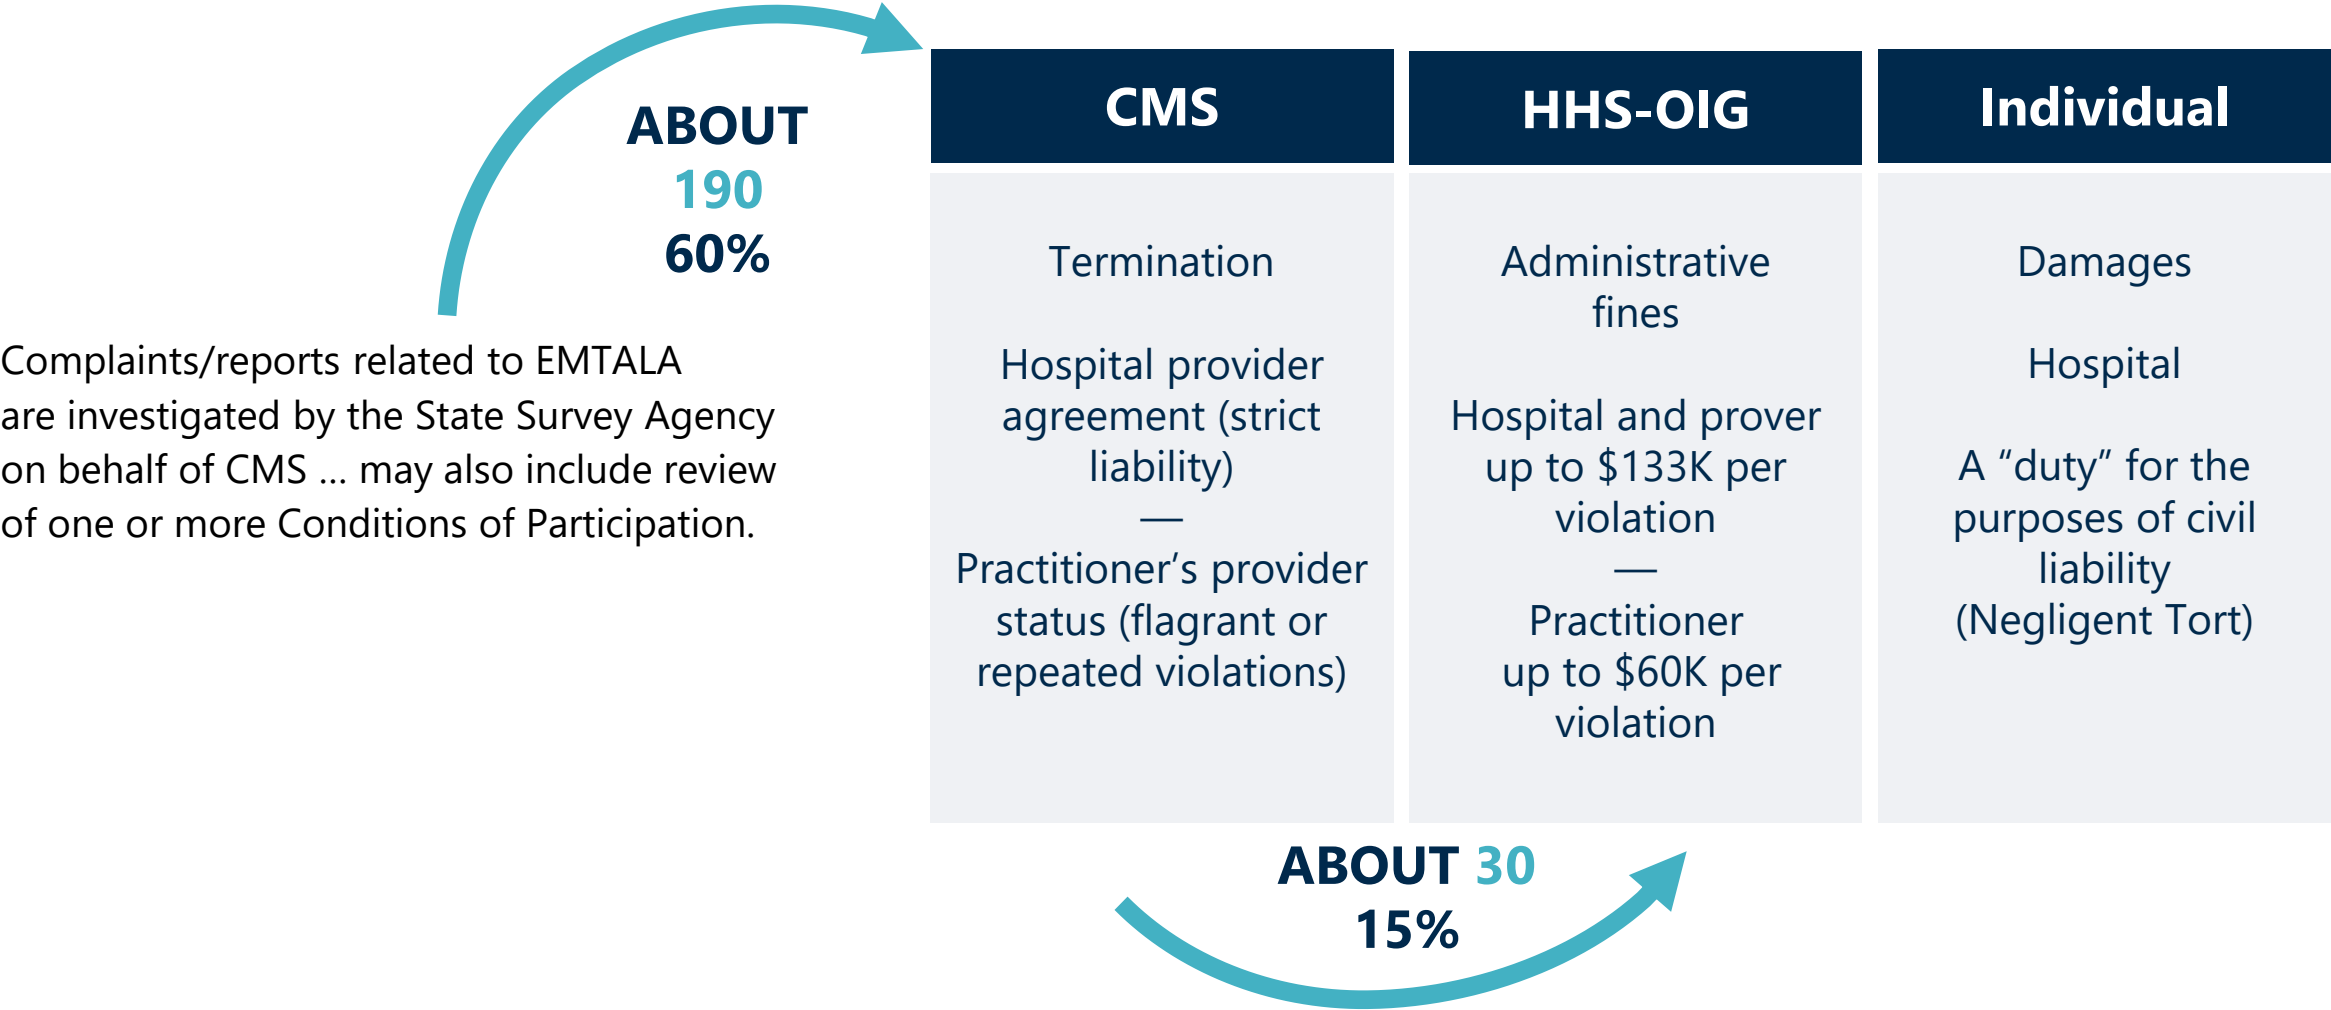 ABOUT
190
60%
Complaints/reports related to EMTALA
are investigated by the State Survey Agency
on behalf of CMS ... may also include review
of one or more Conditions of Participation.
CMS
Termination
Hospital provider
agreement (strict
liability)
—
Practitioner’s provider
status (flagrant or
repeated violations)
HHS-OIG
Administrative
fines
Hospital and prover
up to $133K per
violation
—
Practitioner
up to $60K per
violation
Individual
Damages
Hospital
A “duty” for the
purposes of civil
liability
(Negligent Tort)
ABOUT 30
15%